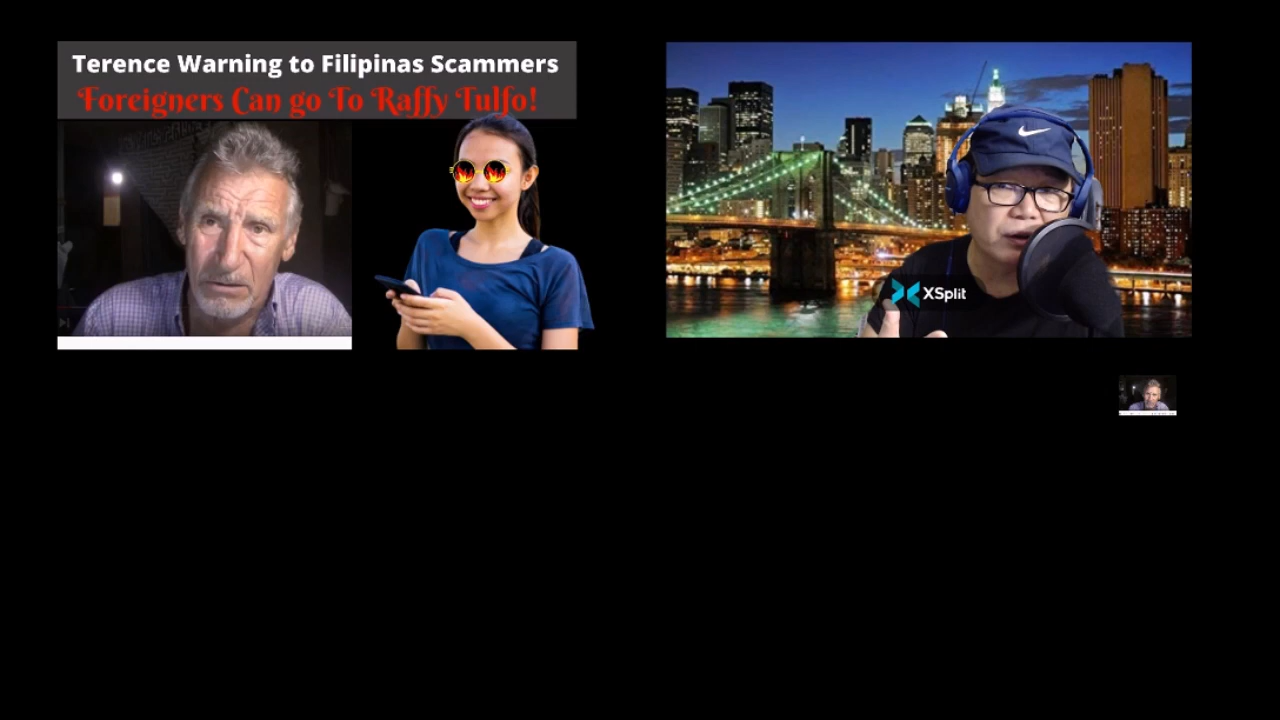 Terence Warning to Filipinas Scammers
Foreigners Can go To Raffy Tulfo!
XSplit